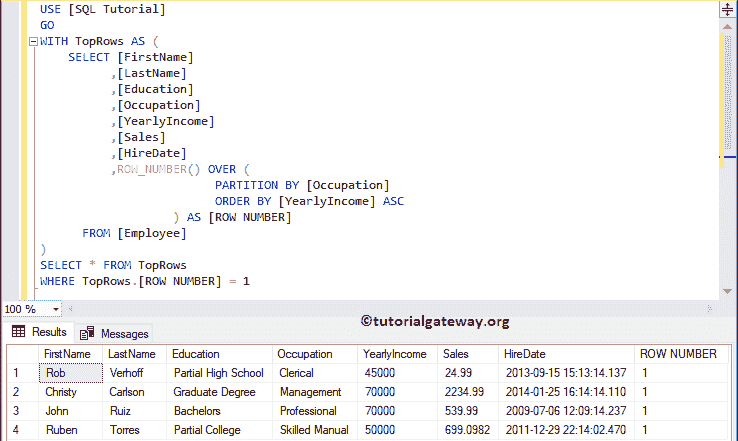 USE [SQL Tutorial]
GO
WITH TopRows AS (
SELECT [FirstName]
,[LastName]
,[Education]
,[Occupation]
,[YearlyIncome]
,[Sales]
,[HireDate]
,ROW_NUMBER() OVER (
PARTITION BY [Occupation]
ORDER BY [YearlyIncome] ASC
) AS [ROW NUMBER]
FROM [Employee]
)
SELECT * FROM TopRows
WHERE TopRows.[ROW NUMBER] = 1
100 %
©tutorialgateway.org
Results Messages
FirstName LastName Education Occupation YearlyIncome Sales HireDate ROW NUMBER
1 Rob Verhoff Partial High School Clerical 45000 24.99 2013-09-15 15:13:14.137 1
2 Christy Carlson Graduate Degree Management 70000 2234.99 2014-01-25 16:14:14.110 1
3 John Ruiz Bachelors Professional 70000 539.99 2009-07-06 12:09:14.237 1
4 Ruben Torres Partial College Skilled Manual 50000 699.0982 2011-12-29 22:14:02.470 1